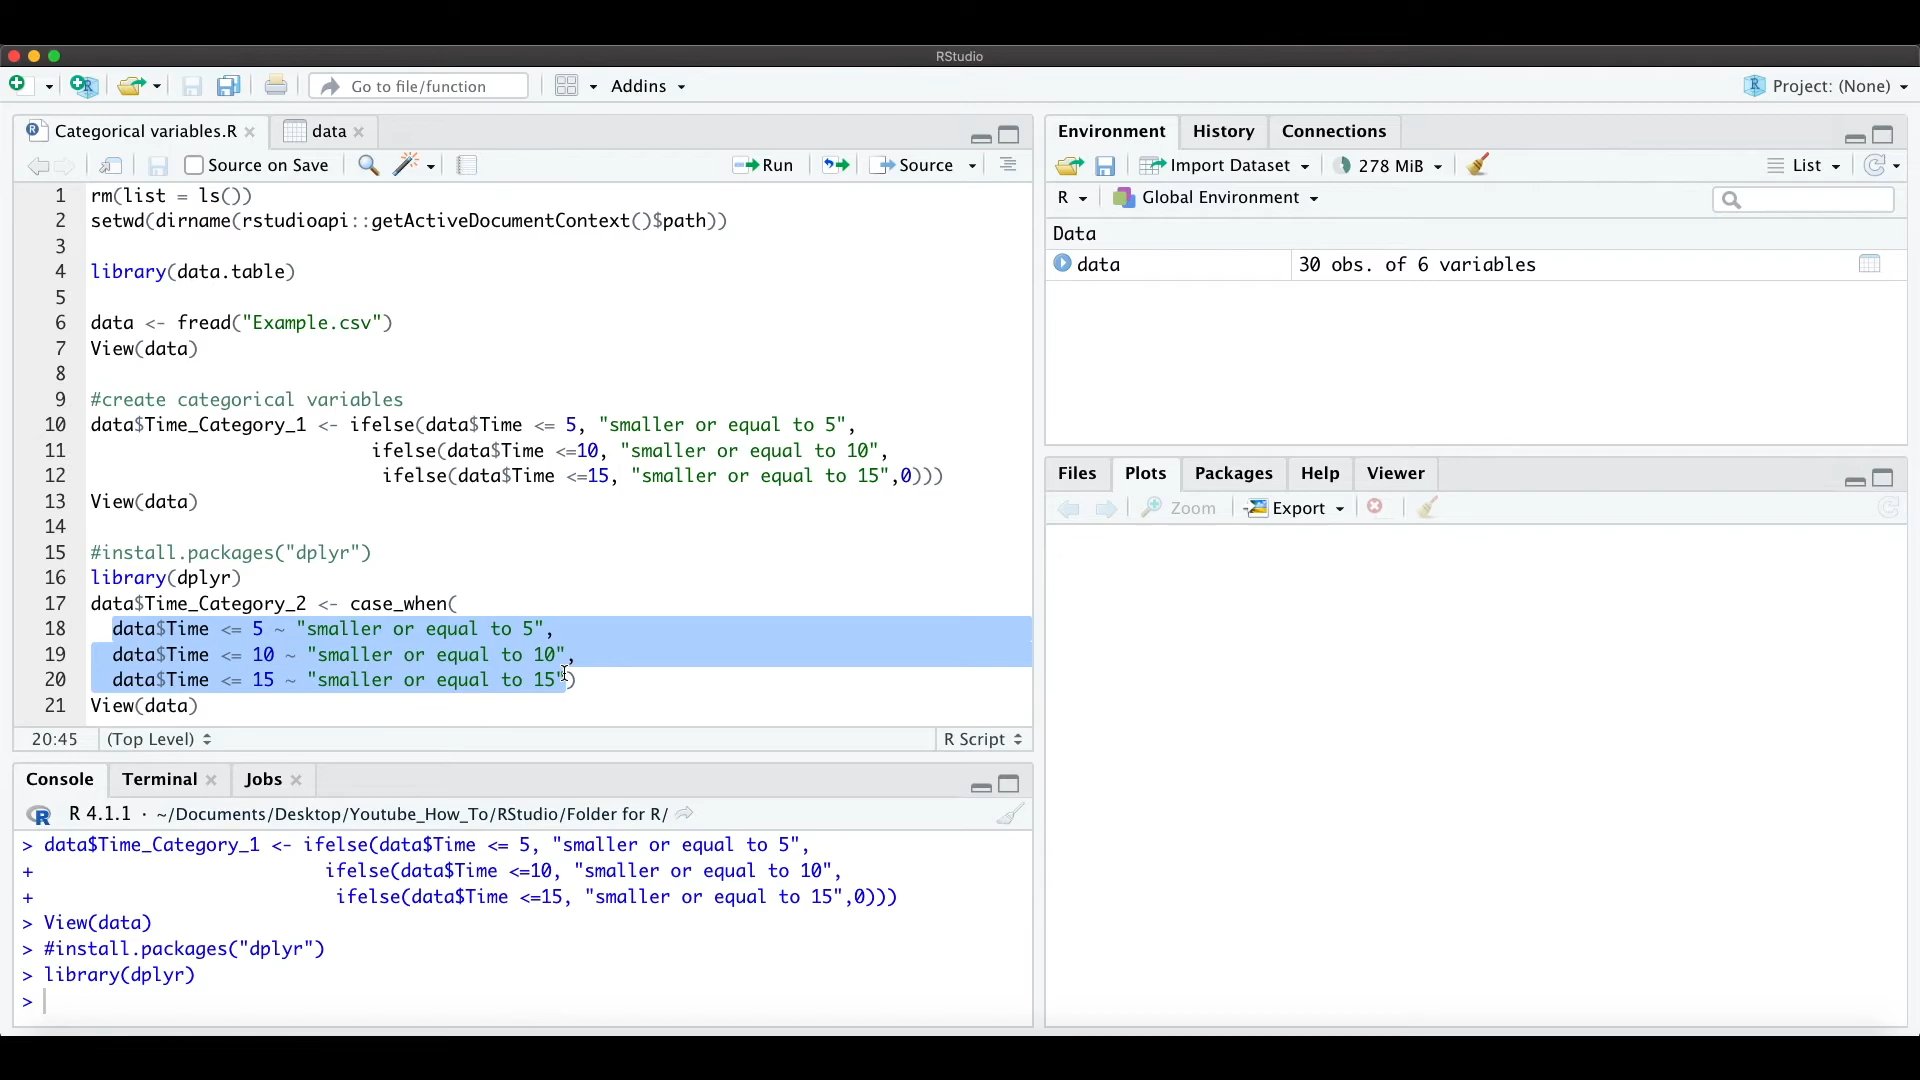 RStudio
Go to file/function
Addins
Project: (None)
Categorical variables.R
data
Source on Save
Run
Source
1 rm(list = ls())
2 setwd(dirname(rstudioapi::getActiveDocumentContext()$path))
3
4 library(data.table)
5
6 data <- fread("Example.csv")
7 View(data)
8
9 #create categorical variables
10 data$Time_Category_1 <- ifelse(data$Time <= 5, "smaller or equal to 5",
11 ifelse(data$Time <=10, "smaller or equal to 10",
12 ifelse(data$Time <=15, "smaller or equal to 15",0)))
13 View(data)
14
15 #install.packages("dplyr")
16 library(dplyr)
17 data$Time_Category_2 <- case_when(
18 data$Time <= 5 ~ "smaller or equal to 5",
19 data$Time <= 10 ~ "smaller or equal to 10",
20 data$Time <= 15 ~ "smaller or equal to 15")
21 View(data)
20:45 (Top Level) R Script
Console Terminal Jobs
R 4.1.1 · ~/Documents/Desktop/Youtube_How_To/RStudio/Folder for R/
> data$Time_Category_1 <- ifelse(data$Time <= 5, "smaller or equal to 5",
+ ifelse(data$Time <=10, "smaller or equal to 10",
+ ifelse(data$Time <=15, "smaller or equal to 15",0)))
> View(data)
> #install.packages("dplyr")
> library(dplyr)
>
Environment History Connections
Import Dataset 278 MiB List
R Global Environment
Data
data 30 obs. of 6 variables
Files Plots Packages Help Viewer
Zoom Export